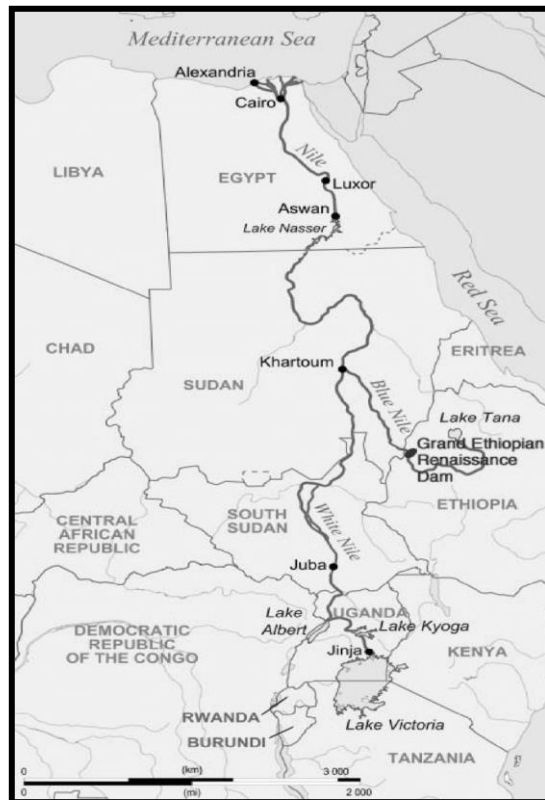 Mediterranean Sea
Alexandria
Cairo
Nile
LIBYA
EGYPT
Luxor
Aswan
Lake Nasser
Red Sea
CHAD
SUDAN
Khartoum
ERITREA
Blue Nile
Lake Tana
Grand Ethiopian
Renaissance
Dam
ETHIOPIA
CENTRAL
AFRICAN
REPUBLIC
SOUTH
SUDAN
White Nile
Juba
Lake
Albert
UGANDA
Lake Kyoga
DEMOCRATIC
REPUBLIC
OF THE CONGO
Jinja
KENYA
RWANDA
BURUNDI
Lake Victoria
TANZANIA
0 (km) 3 000
0 (mi) 2 000